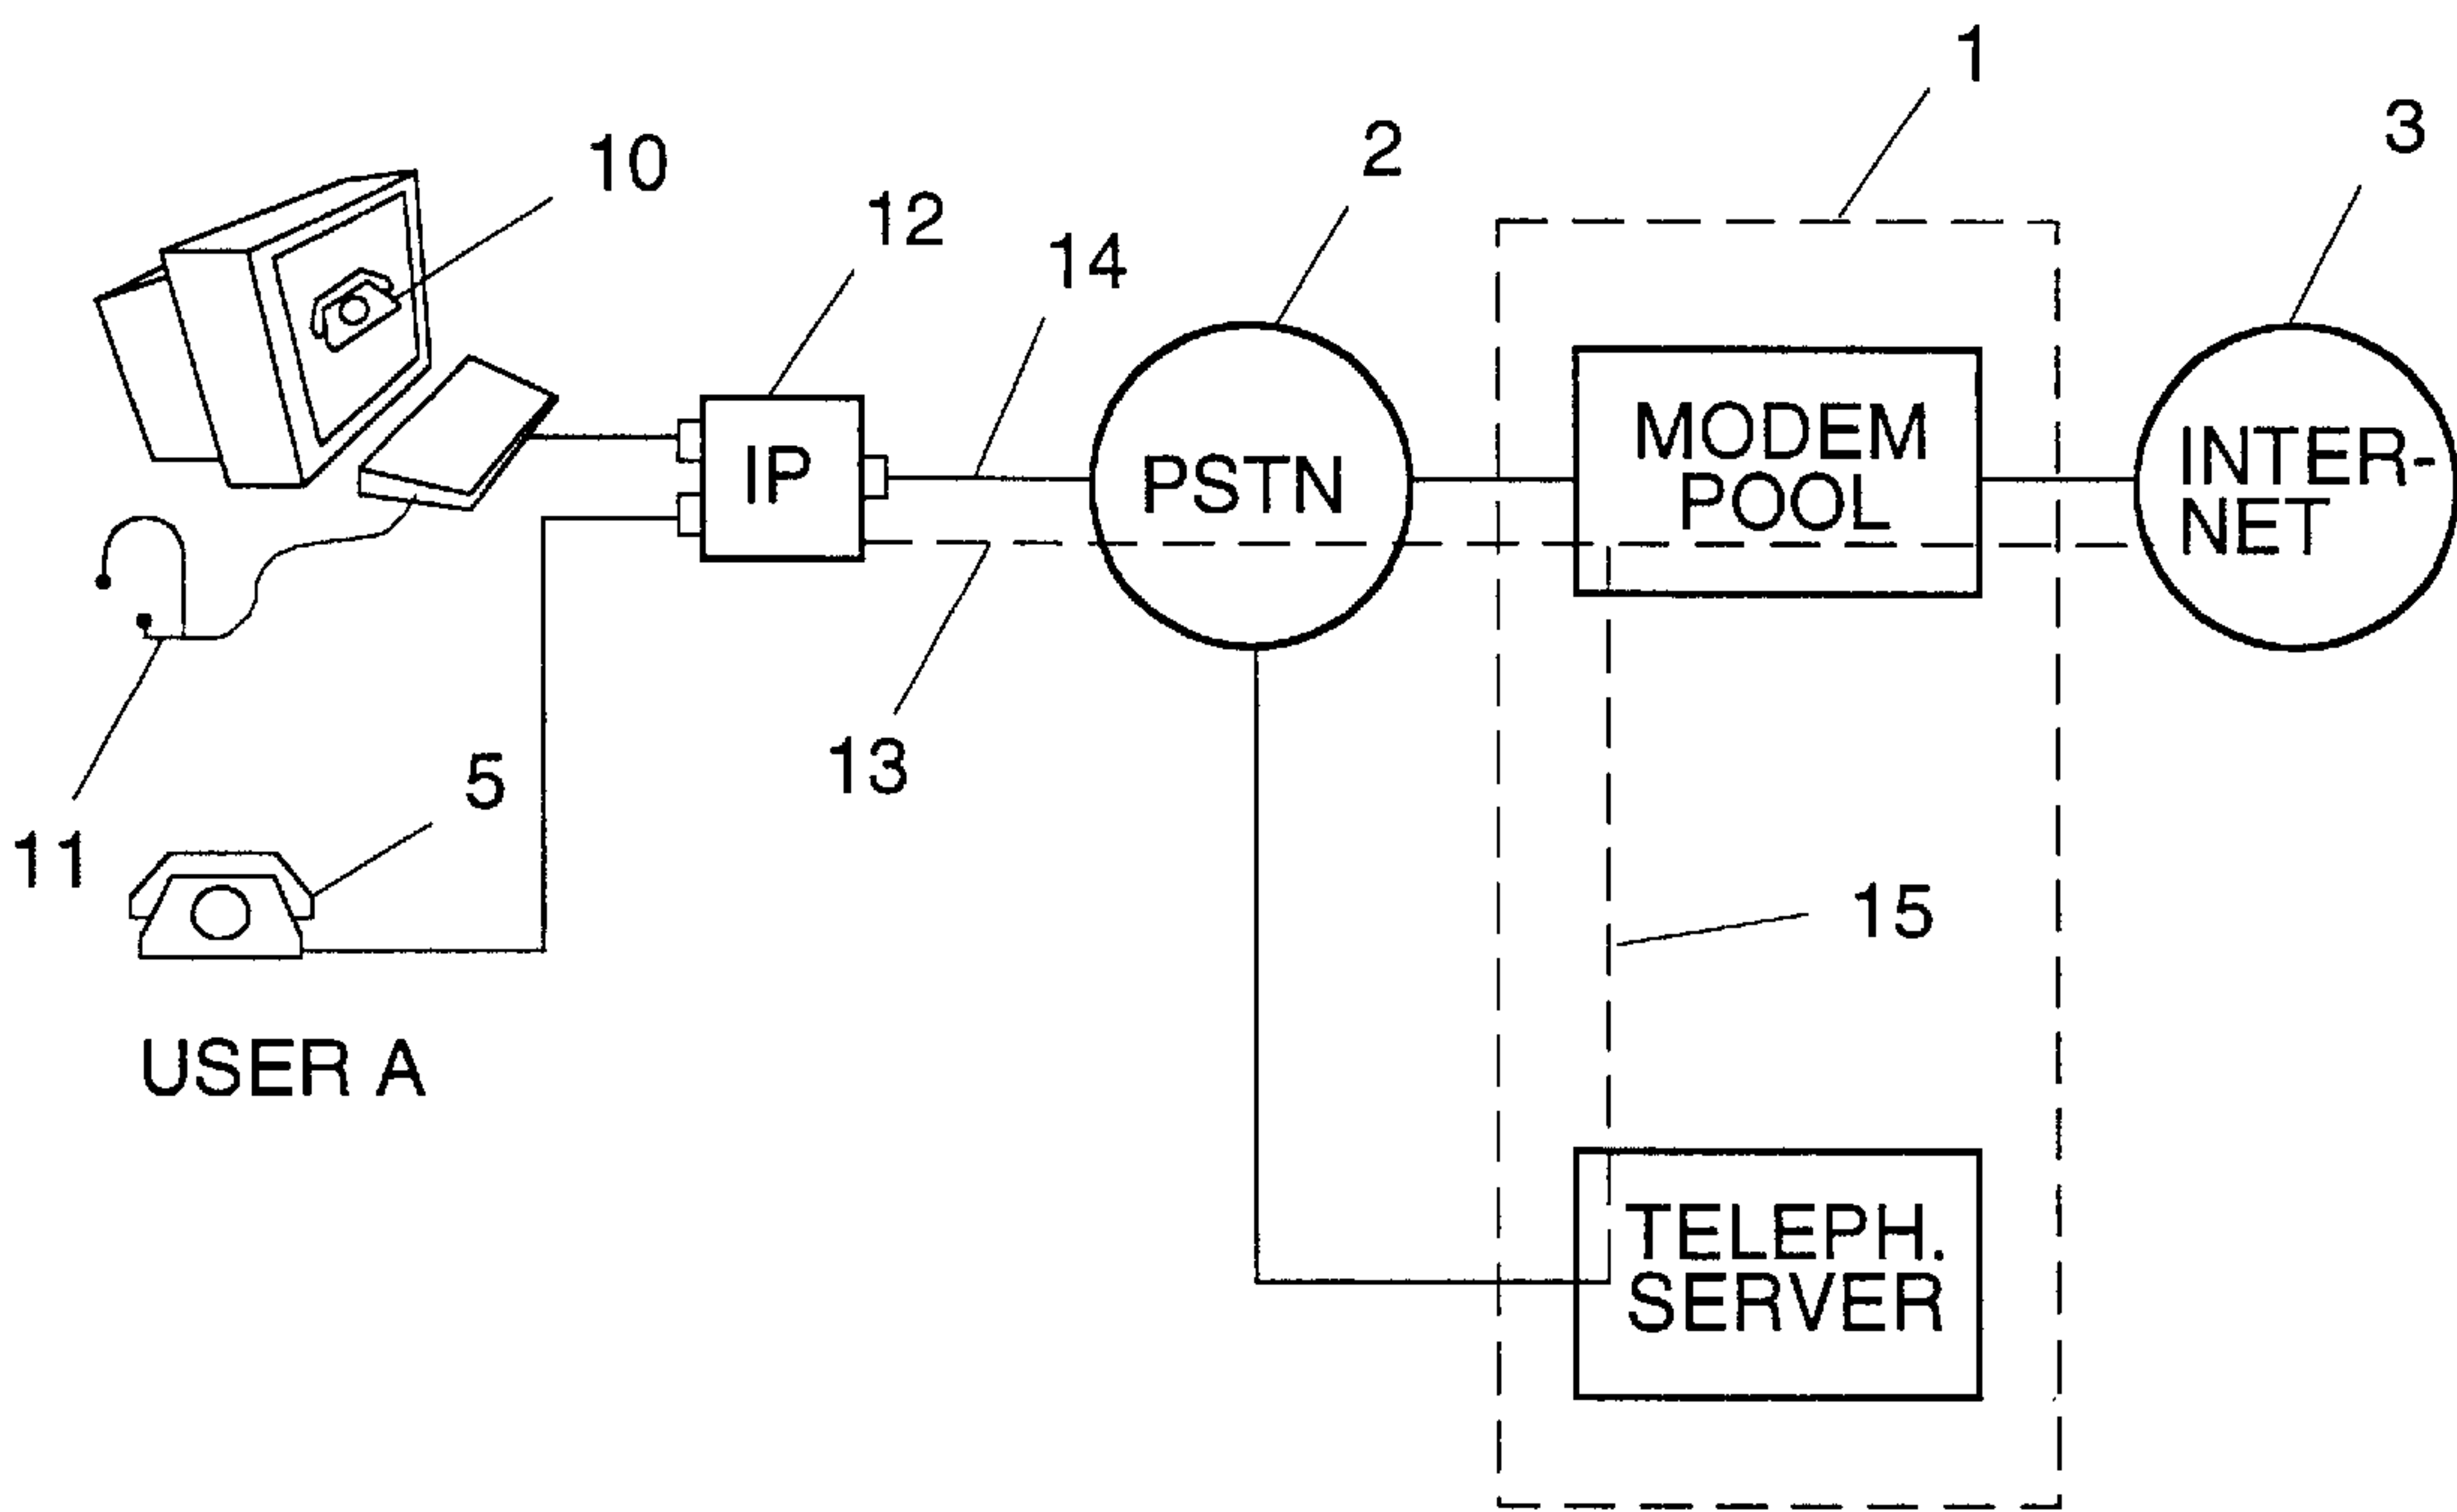 1
3
2
10
12
14
MODEM
POOL
INTER-
NET
IP
PSTN
13
5
11
15
USER A
TELEPH.
SERVER